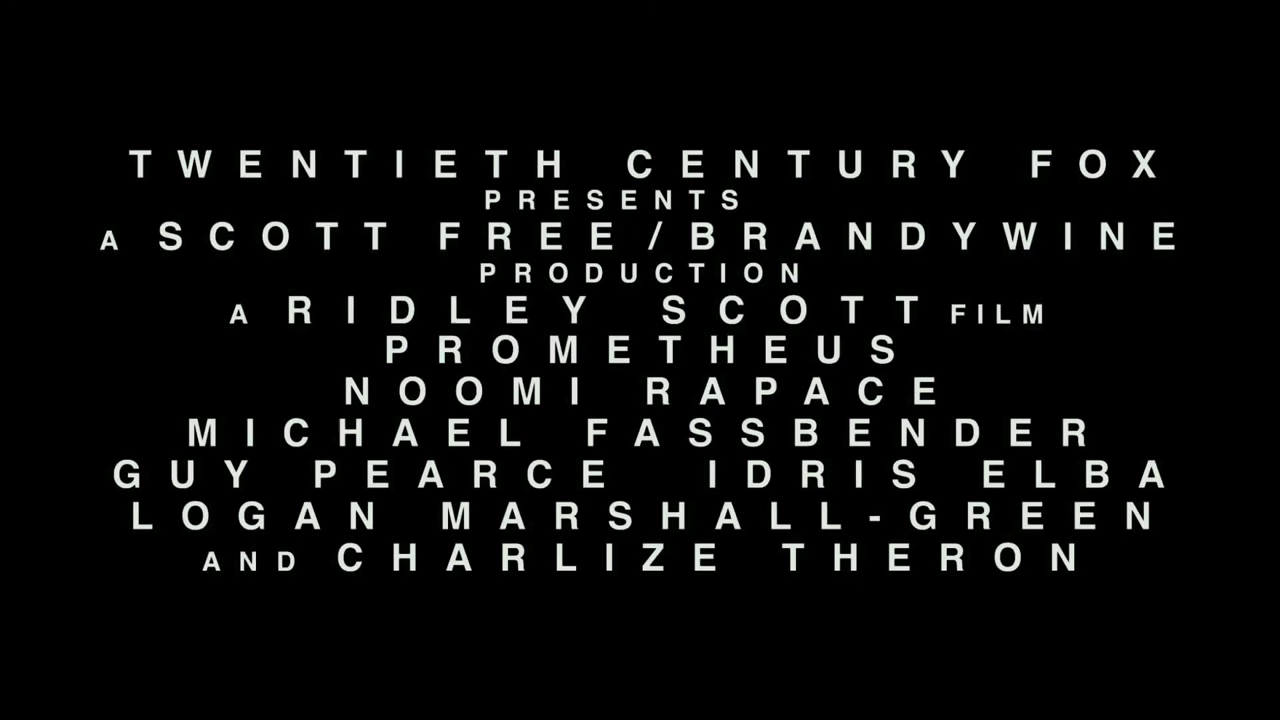 TWENTIETH CENTURY FOX
PRESENTS
A SCOTT FREE/BRANDYWINE
PRODUCTION
A RIDLEY SCOTT FILM
PROMETHEUS
NOOMI RAPACE
MICHAEL FASSBENDER
GUY PEARCE IDRIS ELBA
LOGAN MARSHALL-GREEN
AND CHARLIZE THERON